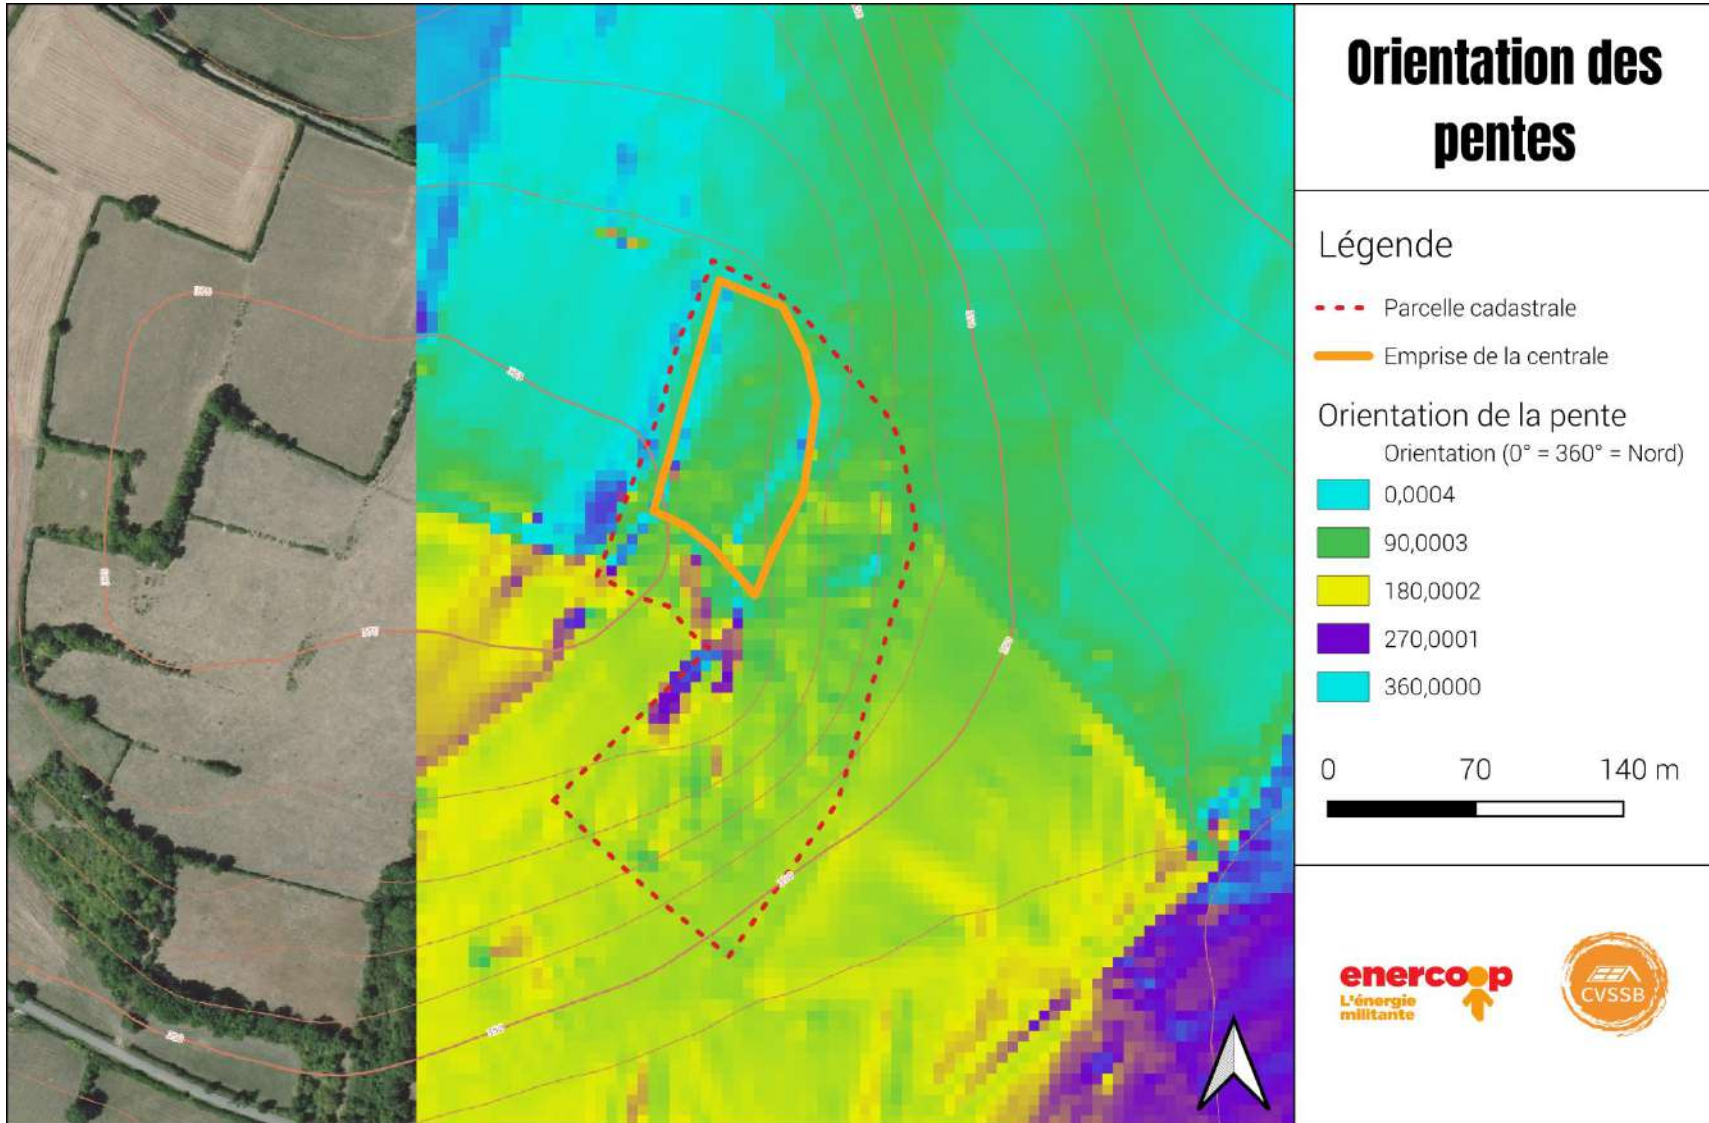 Orientation des
pentes
Légende
Parcelle cadastrale
Emprise de la centrale
Orientation de la pente
Orientation (0° = 360° = Nord)
0,0004
90,0003
180,0002
270,0001
360,0000
0 70 140 m
enercoop
L'énergie
militante
CVSSB